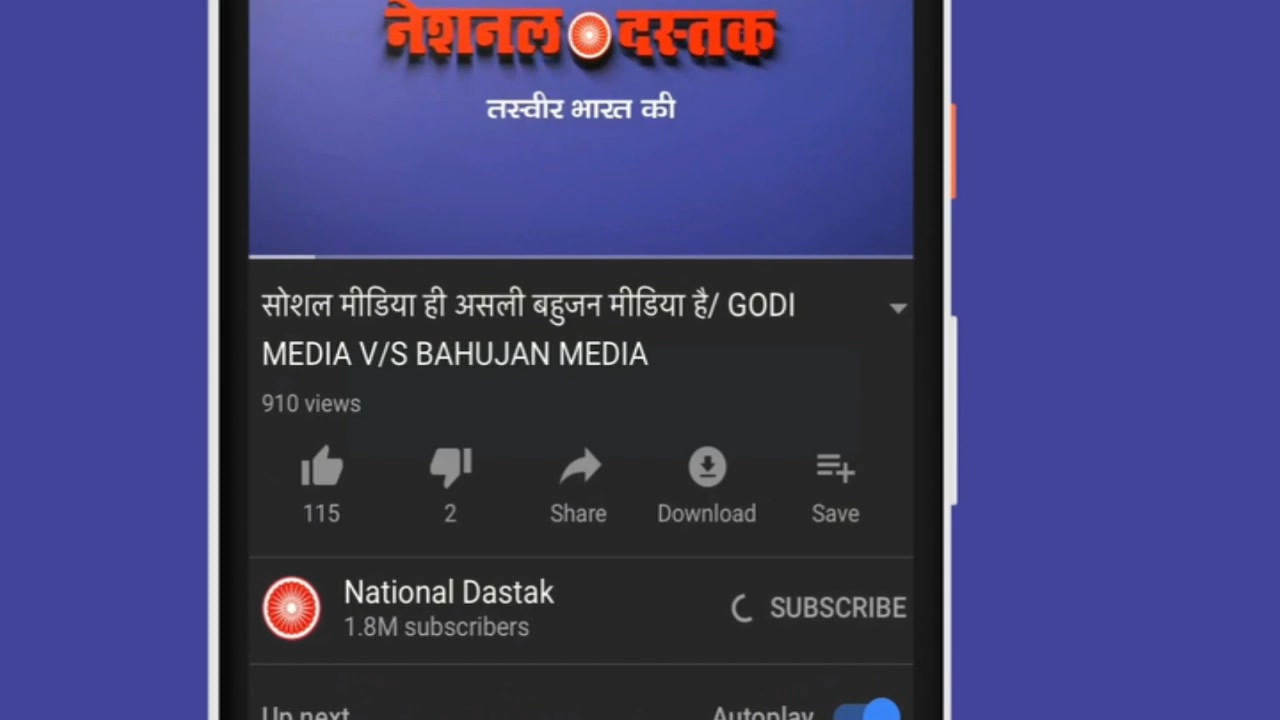 नेशनल दस्तक
तस्वीर भारत की
सोशल मीडिया ही असली बहुजन मीडिया है/ GODI
MEDIA V/S BAHUJAN MEDIA
910 views
115 2 Share Download Save
National Dastak
SUBSCRIBE
1.8M subscribers
Up next Autoplay